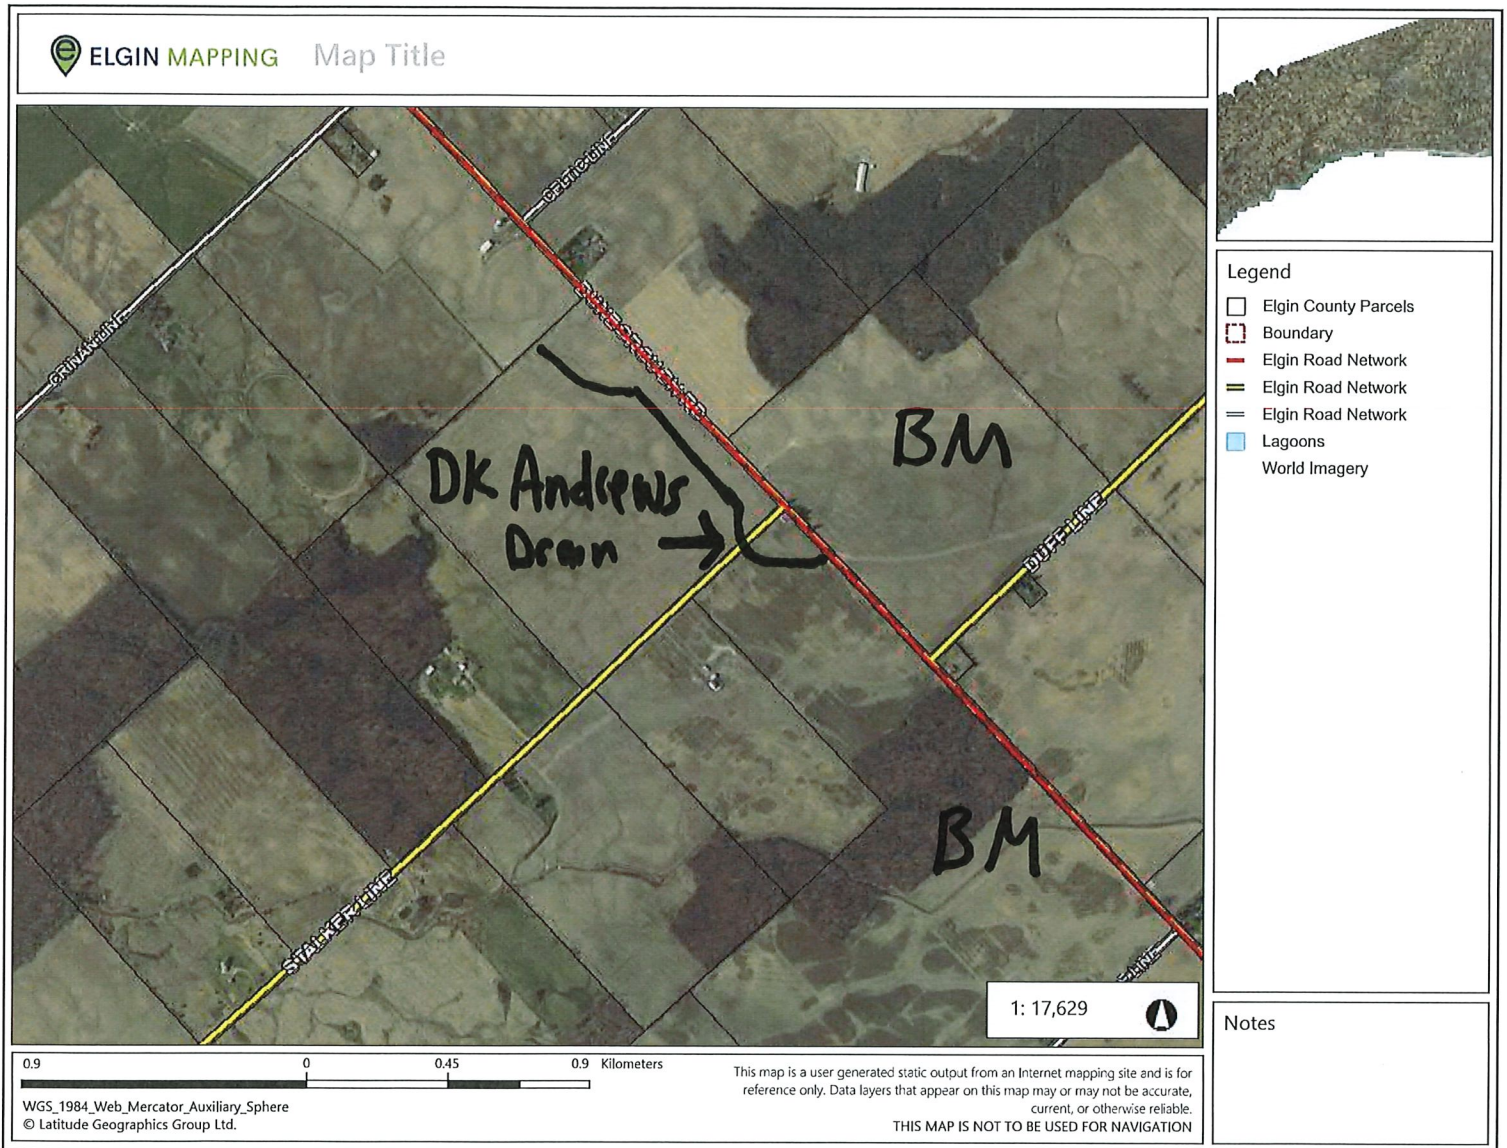 ELGIN MAPPING
Map Title
CELTIC LINE
CRINAN LINE
DUNBOROUGH RD
BM
DK Andrews
Drain
DUFF LINE
BM
STALKER LINE
LINE
1: 17,629
0.9 0 0.45 0.9 Kilometers
WGS_1984_Web_Mercator_Auxiliary_Sphere
© Latitude Geographics Group Ltd.
This map is a user generated static output from an Internet mapping site and is for
reference only. Data layers that appear on this map may or may not be accurate,
current, or otherwise reliable.
THIS MAP IS NOT TO BE USED FOR NAVIGATION
Legend
Elgin County Parcels
Boundary
Elgin Road Network
Elgin Road Network
Elgin Road Network
Lagoons
World Imagery
Notes